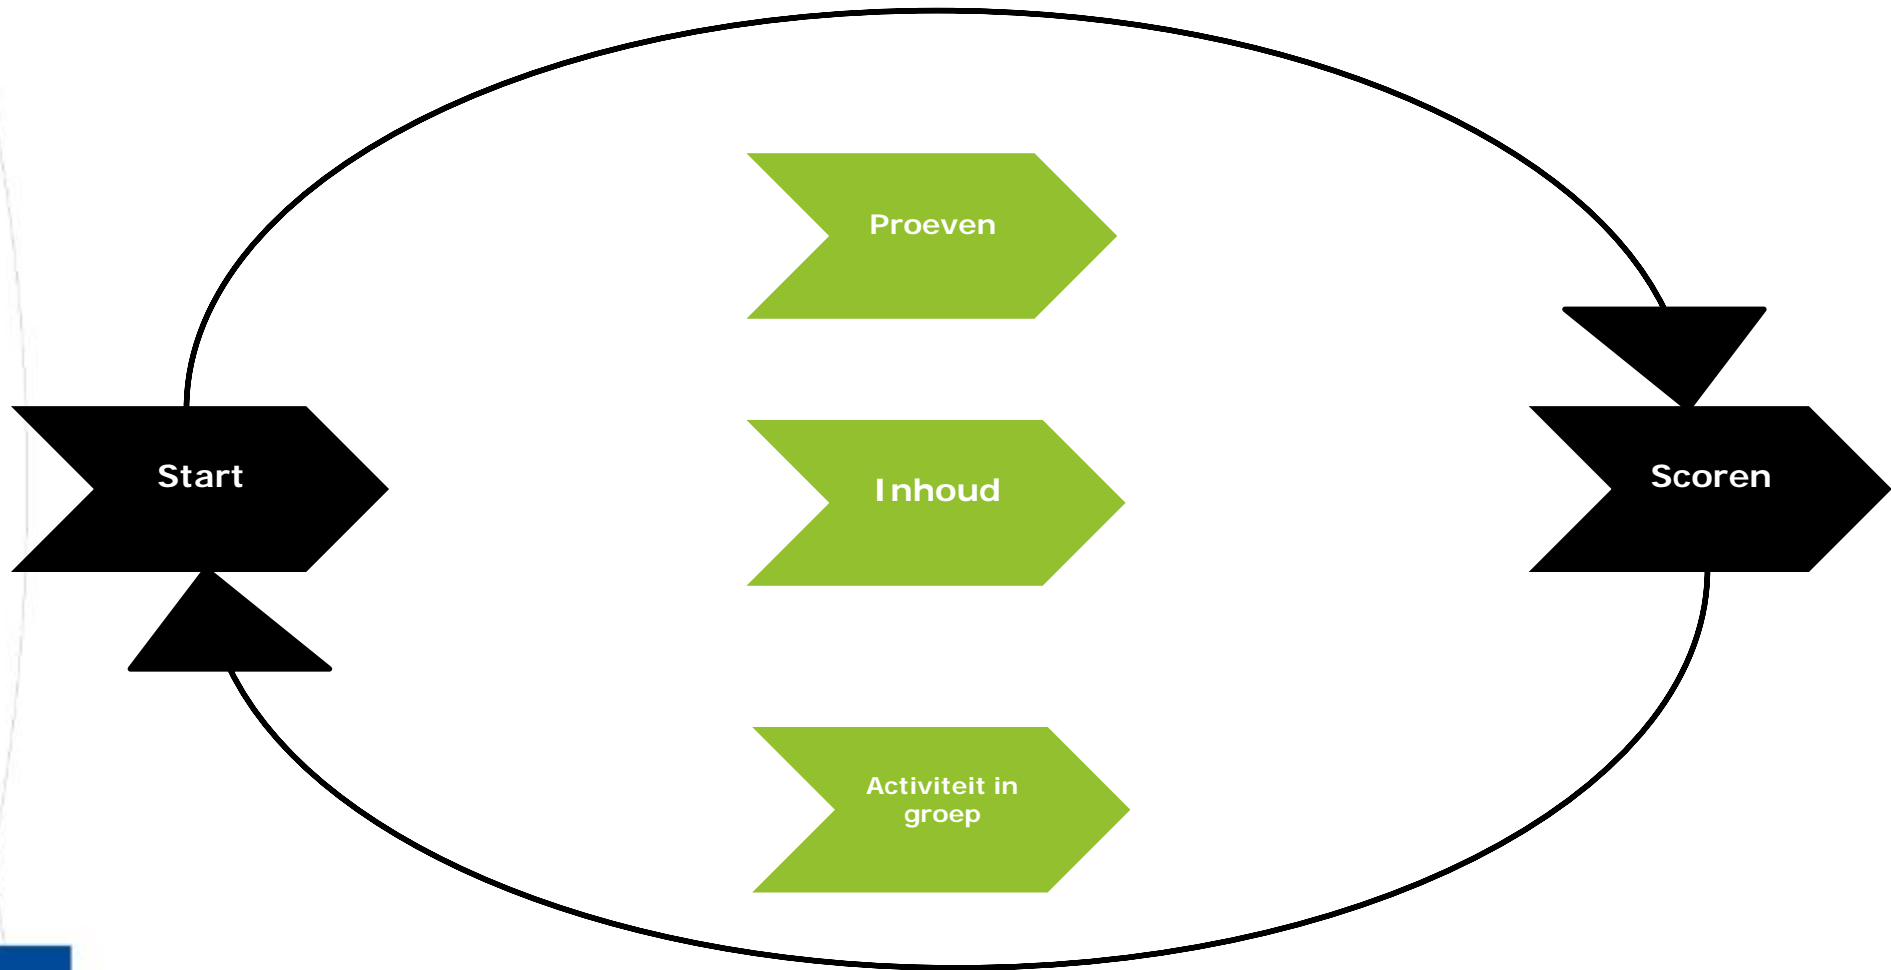 Proeven
Start
Inhoud
Scoren
Activiteit in
groep